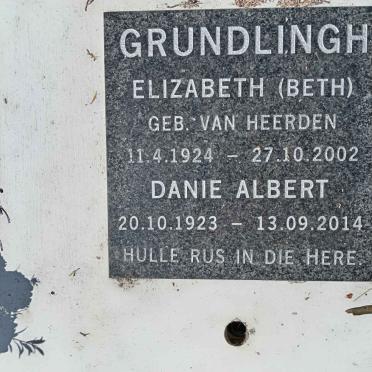 GRUNDLINGH
ELIZABETH (BETH)
GEB. VAN HEERDEN
11.4.1924 – 27.10.2002
DANIE ALBERT
20.10.1923 – 13.09.2014
HULLE RUS IN DIE HERE.